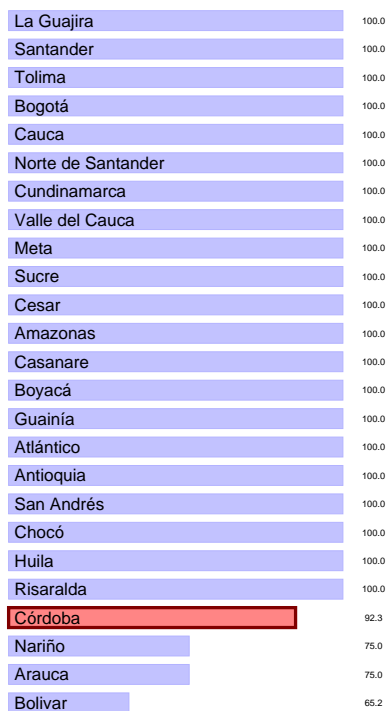 La Guajira 100.0
Santander 100.0
Tolima 100.0
Bogotá 100.0
Cauca 100.0
Norte de Santander 100.0
Cundinamarca 100.0
Valle del Cauca 100.0
Meta 100.0
Sucre 100.0
Cesar 100.0
Amazonas 100.0
Casanare 100.0
Boyacá 100.0
Guainía 100.0
Atlántico 100.0
Antioquia 100.0
San Andrés 100.0
Chocó 100.0
Huila 100.0
Risaralda 100.0
Córdoba 92.3
Nariño 75.0
Arauca 75.0
Bolivar 65.2